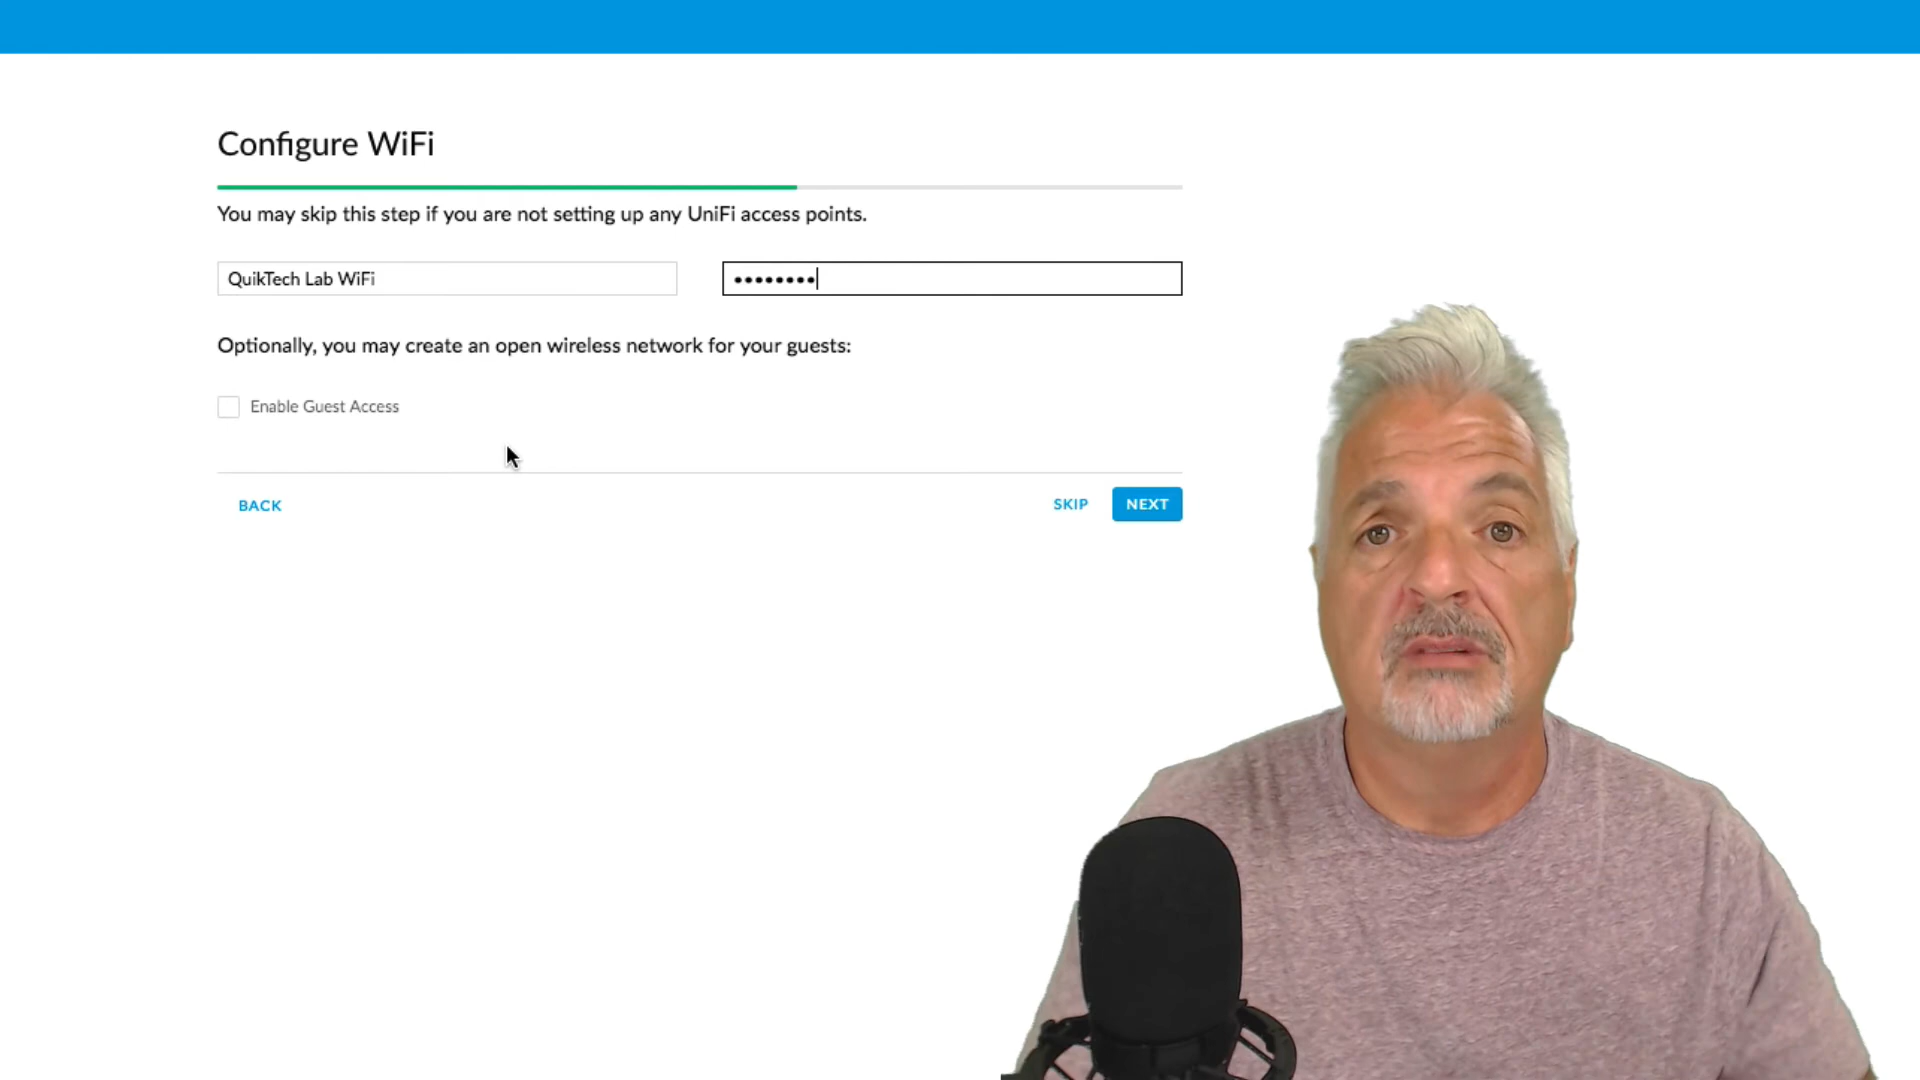 Configure WiFi
You may skip this step if you are not setting up any UniFi access points.
QuikTech Lab WiFi
••••••••
Optionally, you may create an open wireless network for your guests:
Enable Guest Access
BACK
SKIP
NEXT